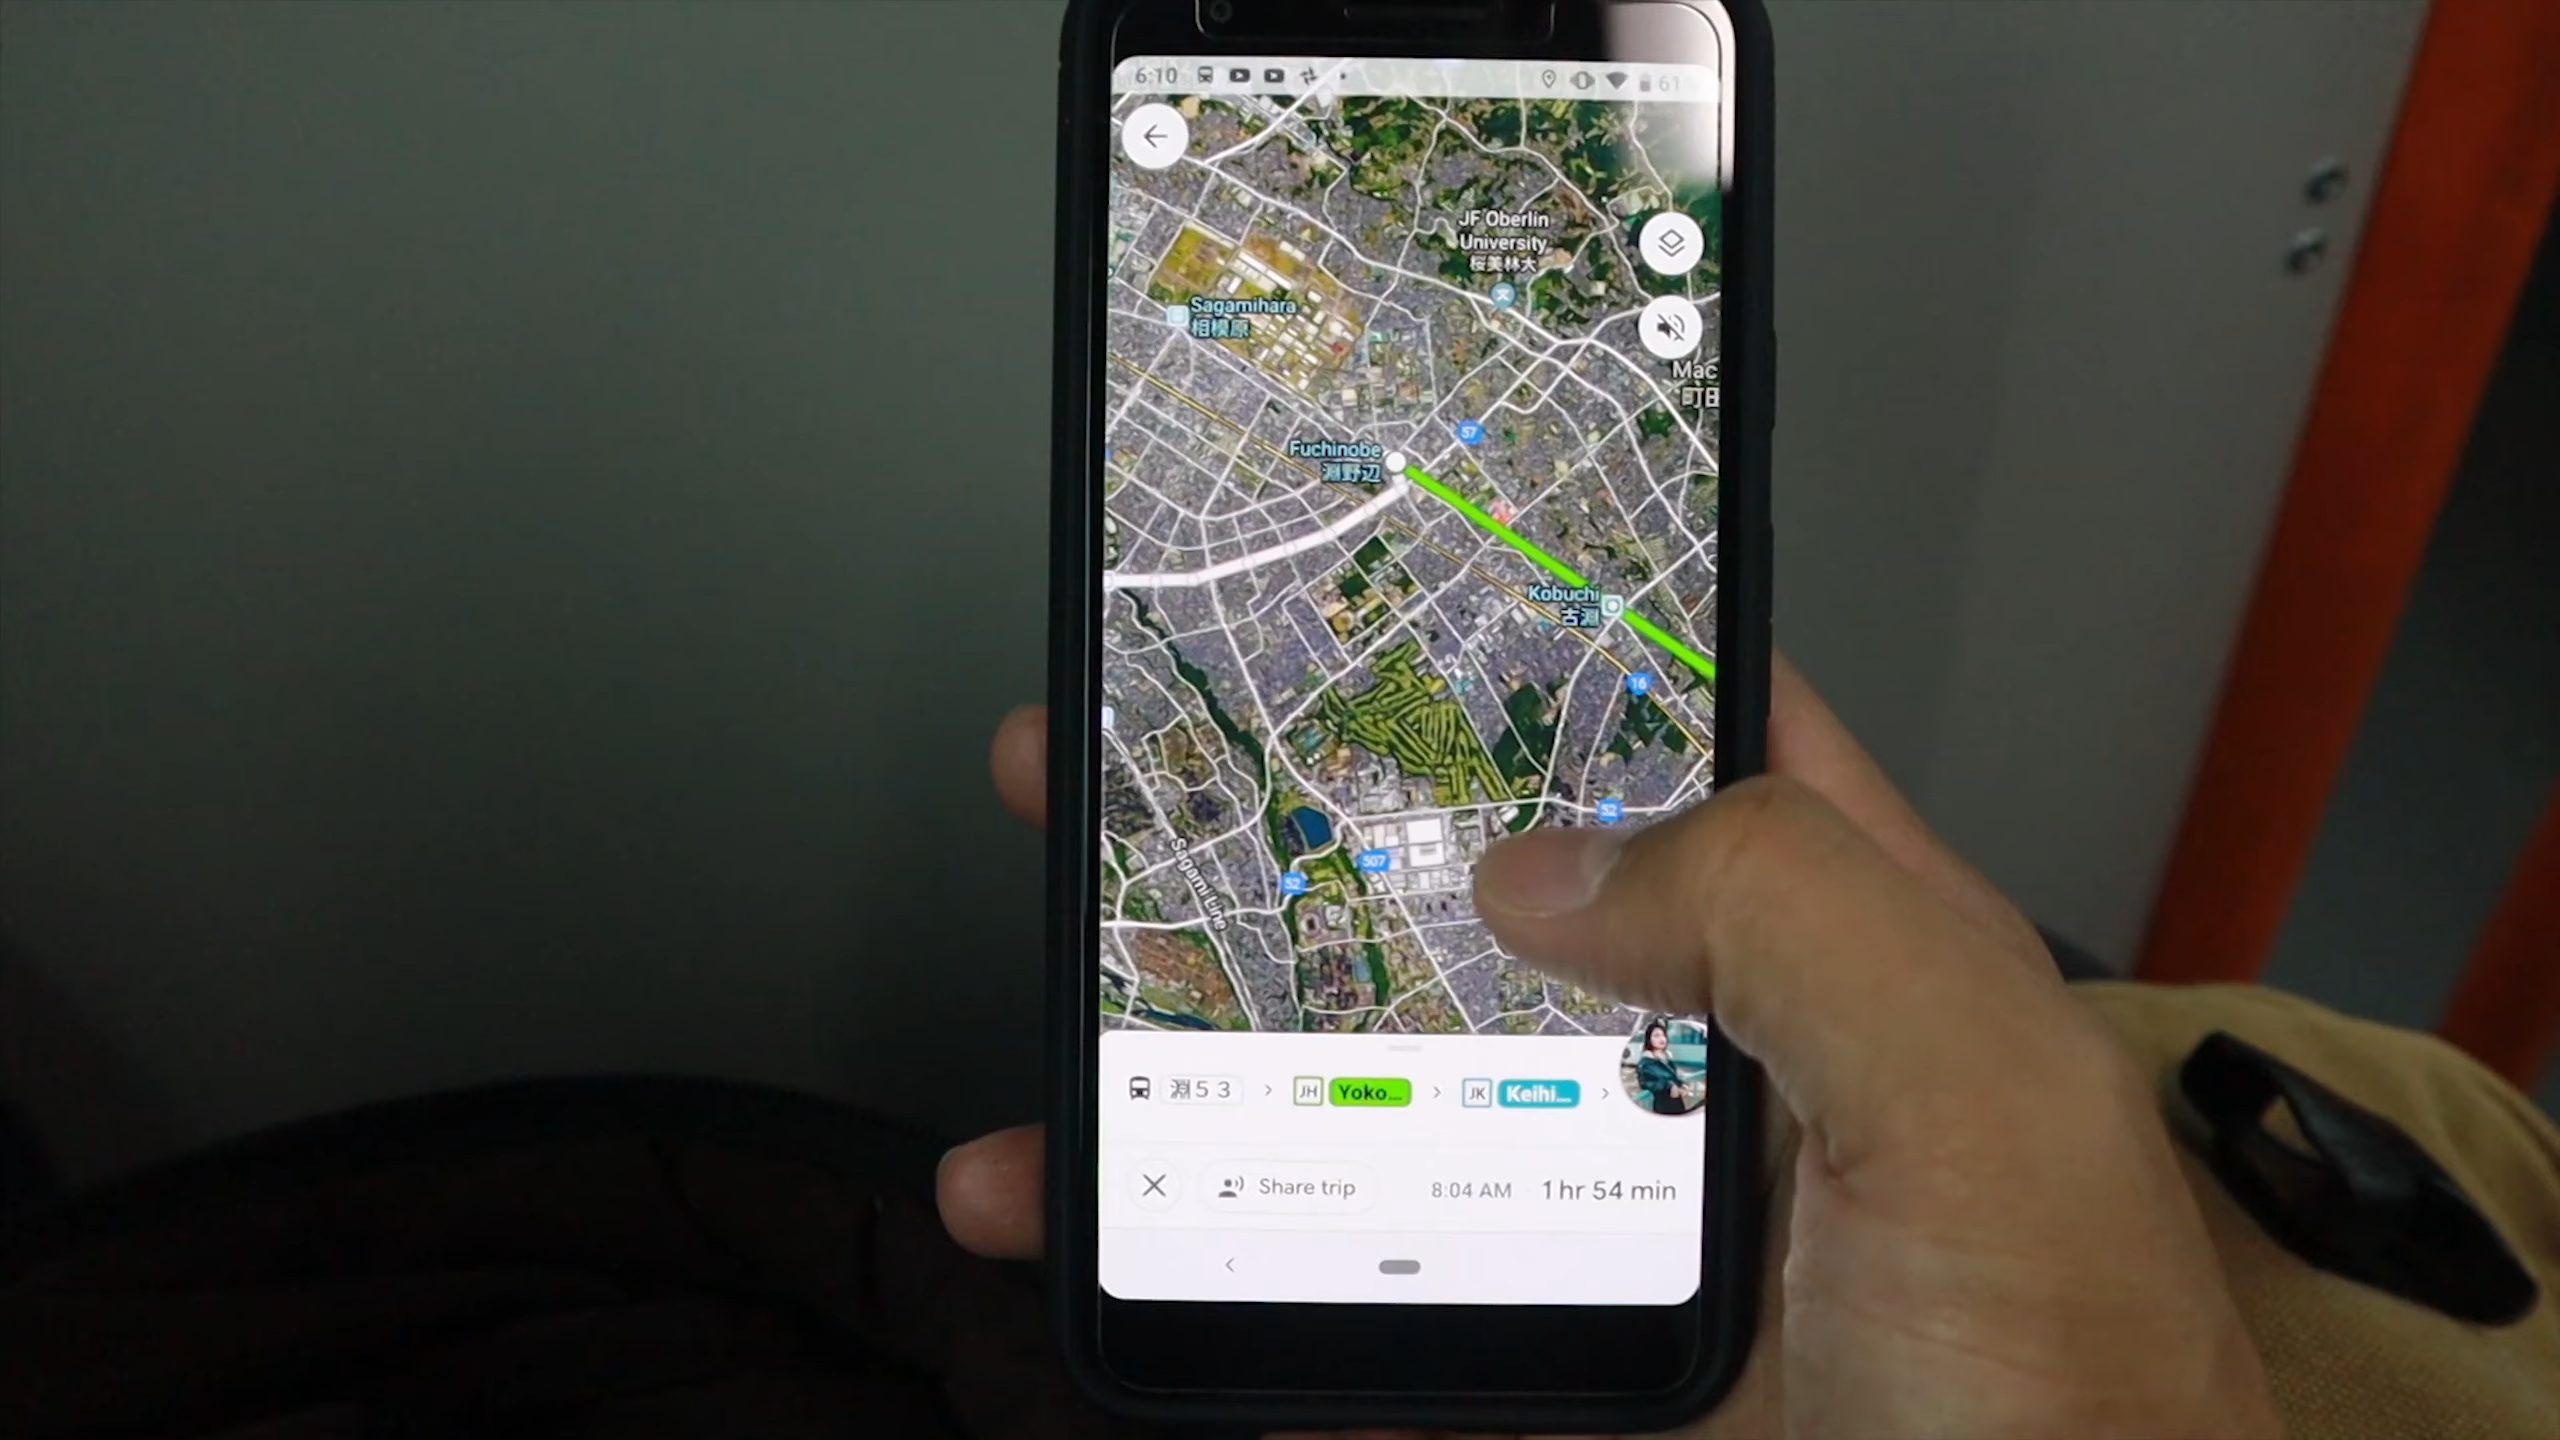 6:10 61
JF Oberlin
University
桜美林大
Sagamihara
相模原
Mac
町田
57
Fuchinobe
淵野辺
Kobuchi
古淵
16
52
507
52
Sagami Line
淵53 > JH Yoko... > JK Keihi... >
Share trip 8:04 AM 1 hr 54 min